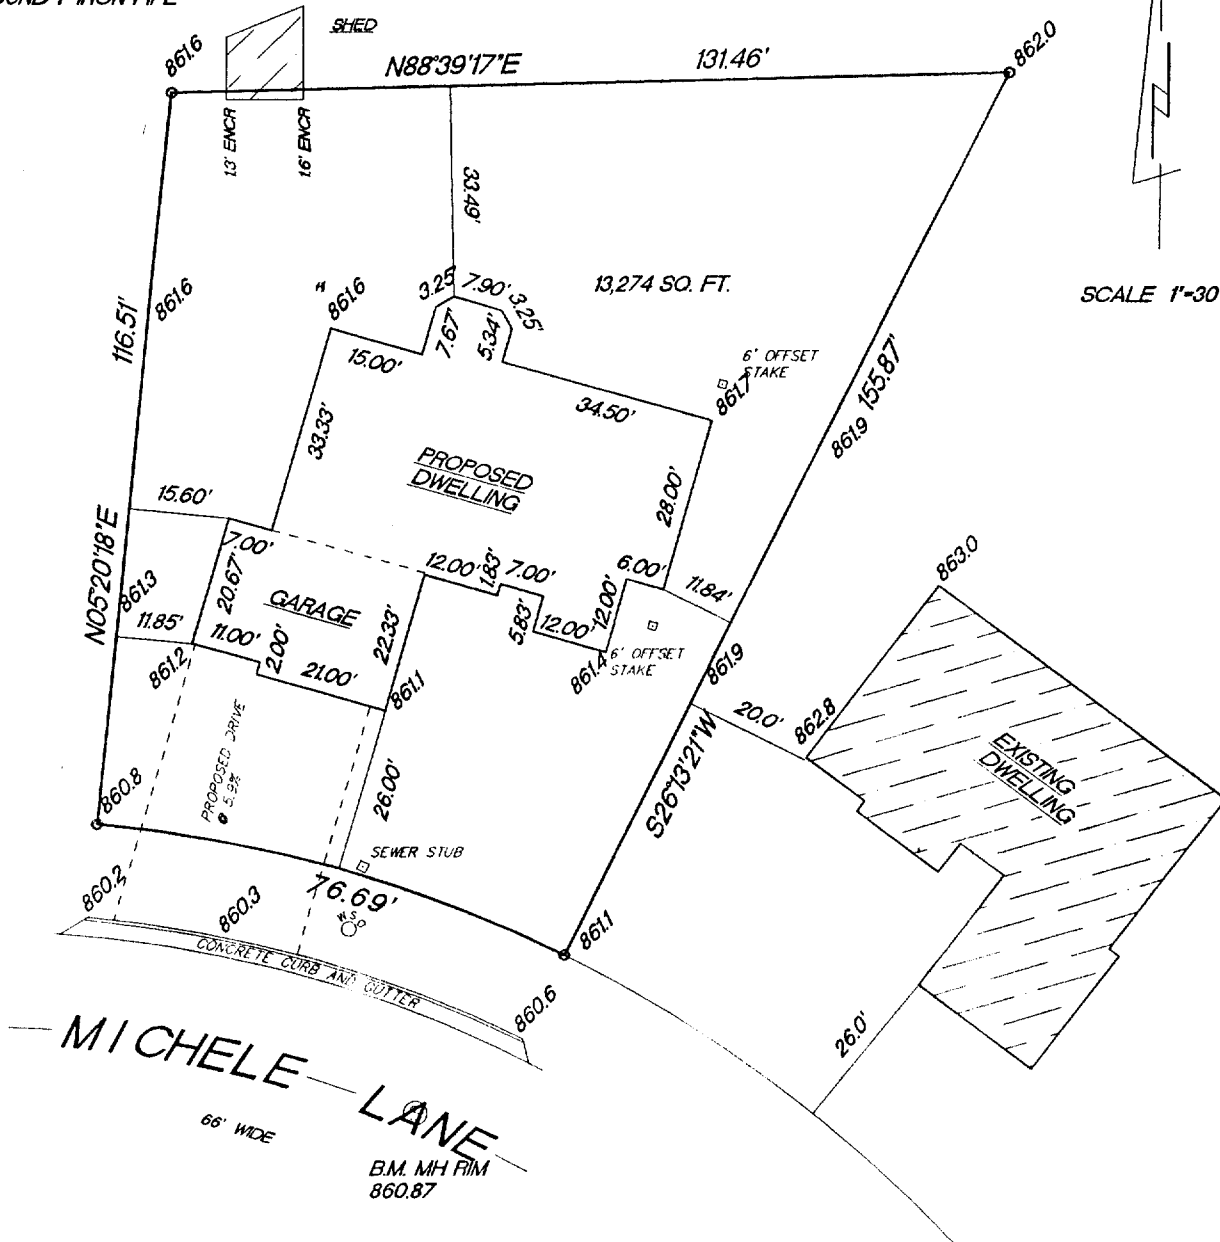 1" IRON PIPE
SHED
861.6
N88°39'17"E
131.46'
862.0
1.3' ENCR
1.6' ENCR
33.49'
SCALE 1"=30
13,274 SQ. FT.
116.51'
861.6
861.6
3.25'
7.90'
3.25'
7.67'
5.34'
15.00'
6' OFFSET
STAKE
861.7
34.50'
155.87'
861.9
33.33'
PROPOSED
DWELLING
28.00'
15.60'
7.00'
20.67'
12.00'
1.83'
7.00'
6.00'
11.84'
863.0
N05°20'18"E
861.3
GARAGE
22.33'
5.83'
12.00'
12.00'
11.85'
11.00'
2.00'
21.00'
861.2
861.1
861.4
6' OFFSET
STAKE
861.9
20.0'
862.8
EXISTING
DWELLING
S26°13'21"W
PROPOSED DRIVE
@ 5.9%
26.00'
860.8
SEWER STUB
76.69'
W.S.O
860.2
860.3
861.1
CONCRETE CURB AND GUTTER
860.6
26.0'
MICHELE LANE
66' WIDE
B.M. MH RIM
860.87